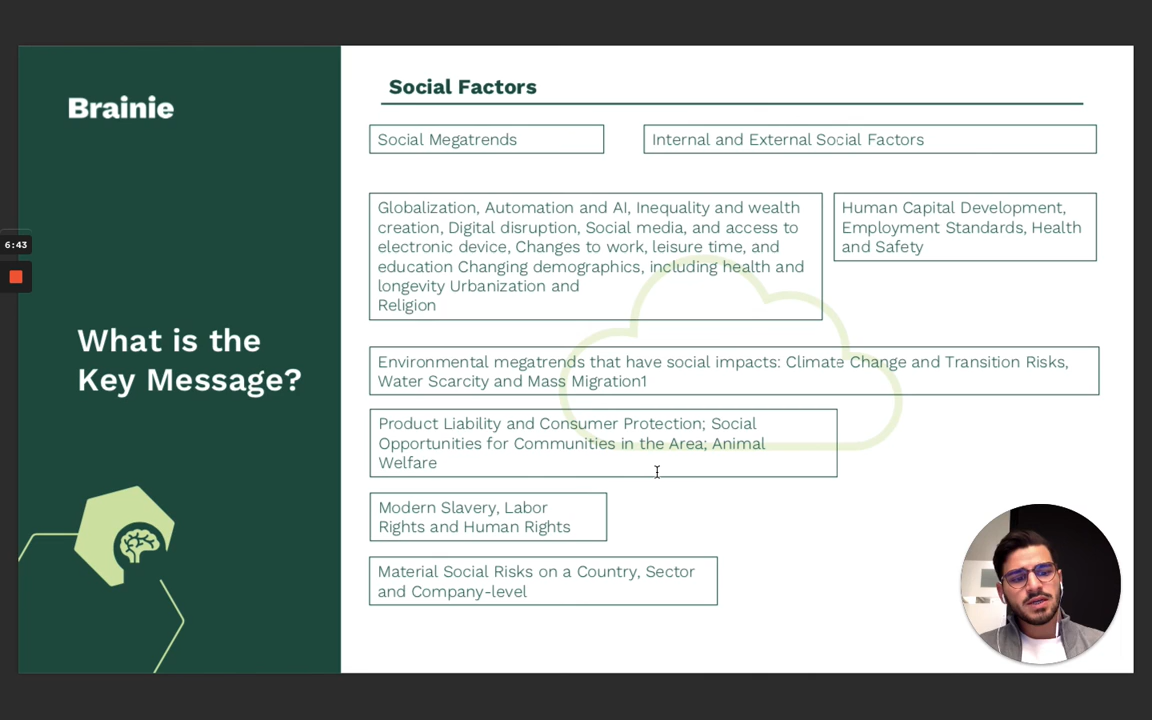 Brainie
Social Factors
Social Megatrends
Internal and External Social Factors
Globalization, Automation and AI, Inequality and wealth
creation, Digital disruption, Social media, and access to
electronic device, Changes to work, leisure time, and
education Changing demographics, including health and
longevity Urbanization and
Religion
Human Capital Development,
Employment Standards, Health
and Safety
6:43
What is the
Key Message?
Environmental megatrends that have social impacts: Climate Change and Transition Risks,
Water Scarcity and Mass Migration1
Product Liability and Consumer Protection; Social
Opportunities for Communities in the Area; Animal
Welfare
Modern Slavery, Labor
Rights and Human Rights
Material Social Risks on a Country, Sector
and Company-level